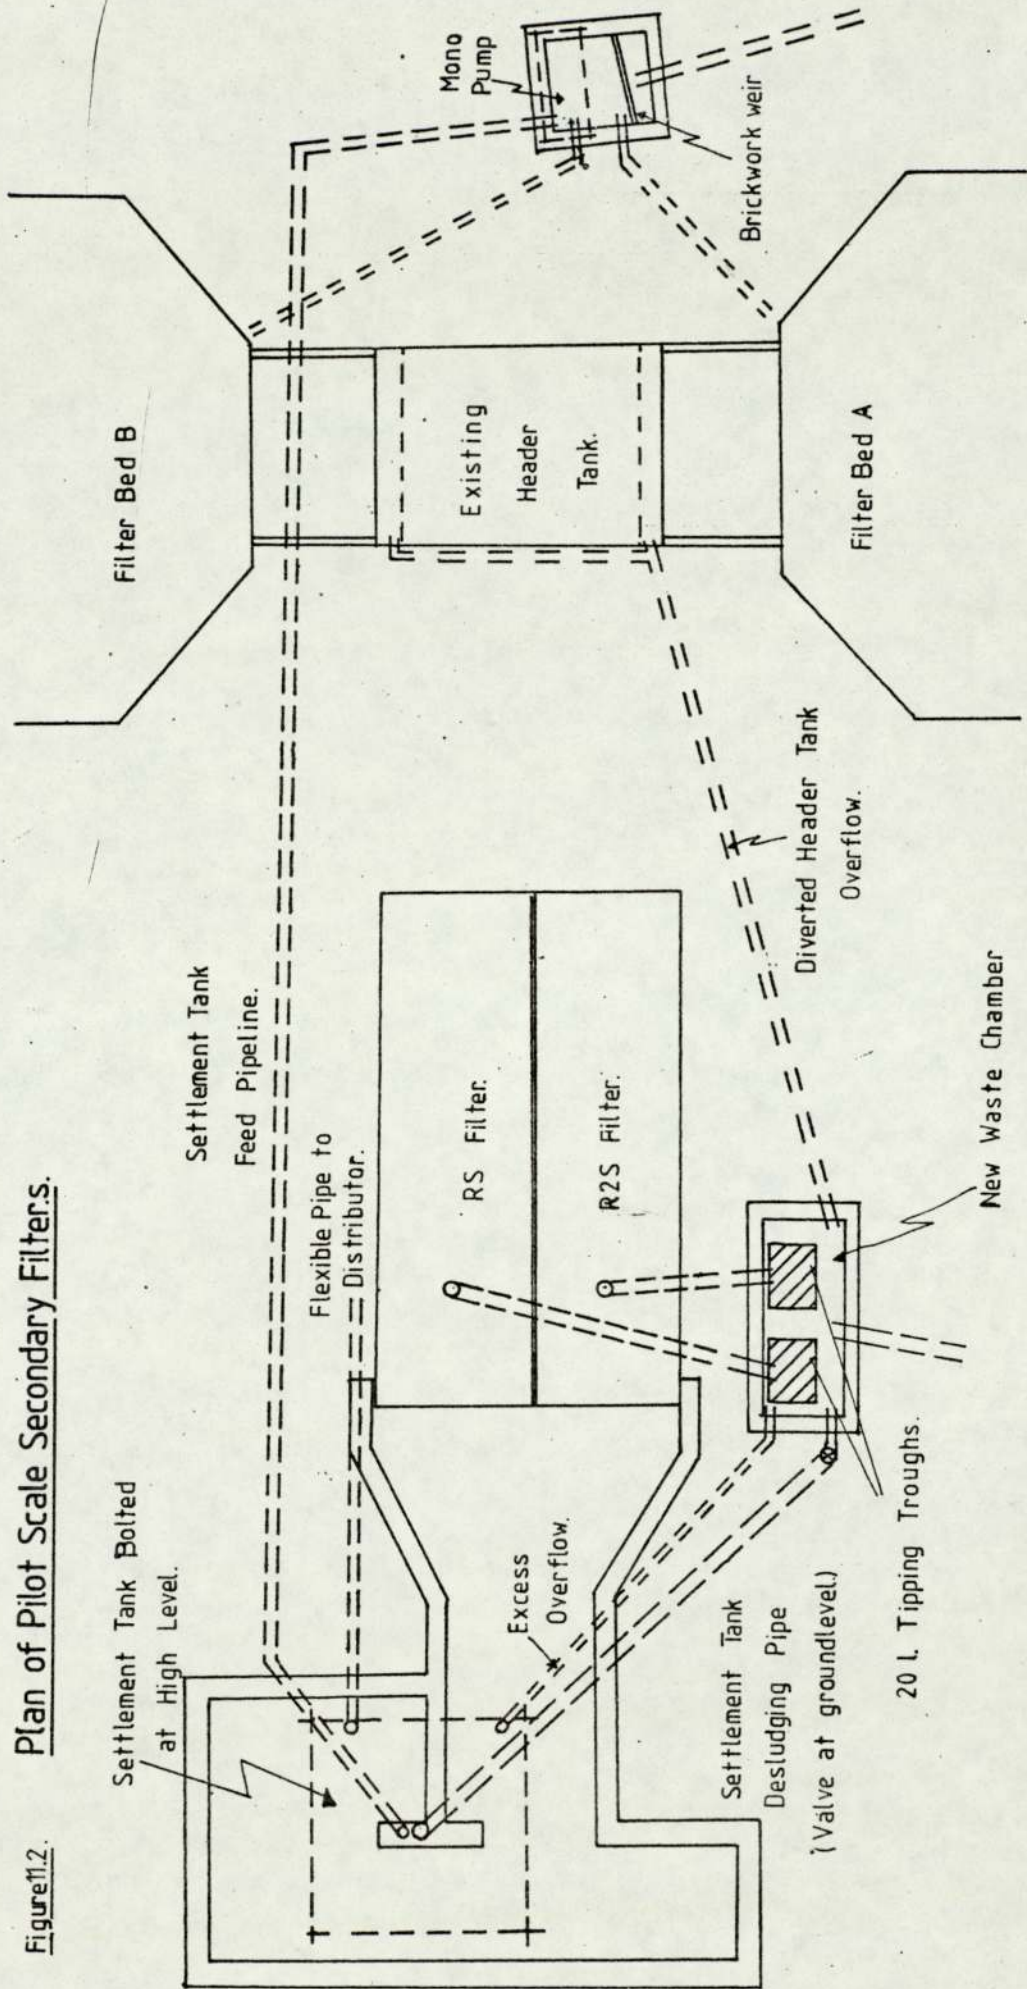 Figure 11.2. Plan of Pilot Scale Secondary Filters.
Settlement Tank Bolted
at High Level.
Settlement Tank
Feed Pipeline.
Flexible Pipe to
Distributor.
Filter Bed B
Mono
Pump
Existing
Header
Tank.
Brickwork weir
Filter Bed A
RS Filter.
R2S Filter.
Diverted Header Tank
Overflow.
Excess
Overflow.
New Waste Chamber
Settlement Tank
Desludging Pipe
(Valve at groundlevel)
20 l. Tipping Troughs.